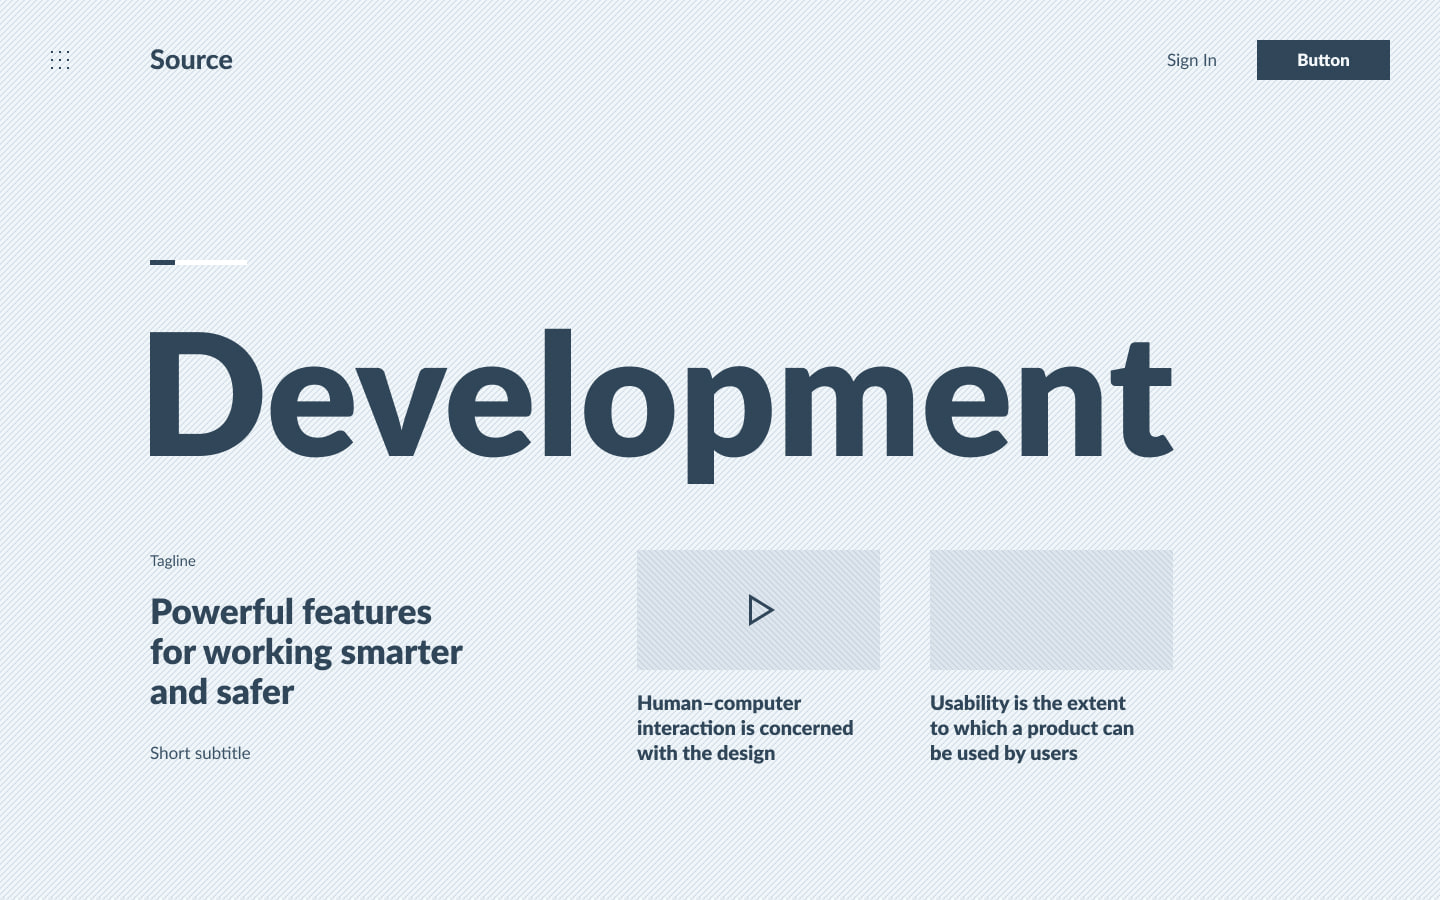 Source
Sign In
Button
Development
Tagline
Powerful features
for working smarter
and safer
Short subtitle
Human–computer
interaction is concerned
with the design
Usability is the extent
to which a product can
be used by users